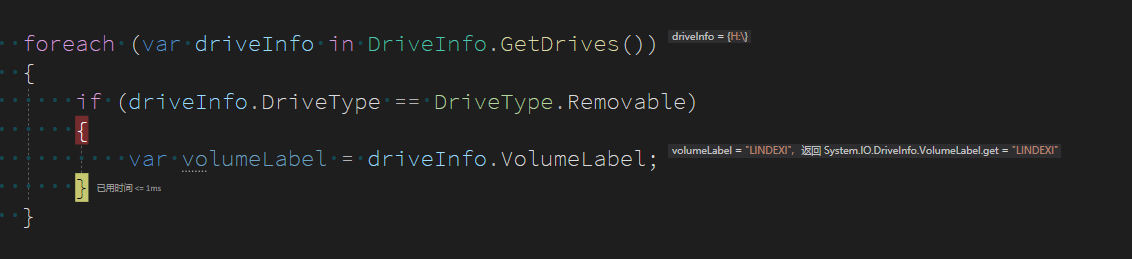 foreach (var driveInfo in DriveInfo.GetDrives()) driveInfo = {H:\}
{
if (driveInfo.DriveType == DriveType.Removable)
{
var volumeLabel = driveInfo.VolumeLabel; volumeLabel = "LINDEXI", 返回 System.IO.DriveInfo.VolumeLabel.get = "LINDEXI"
} 已用时间 <= 1ms
}